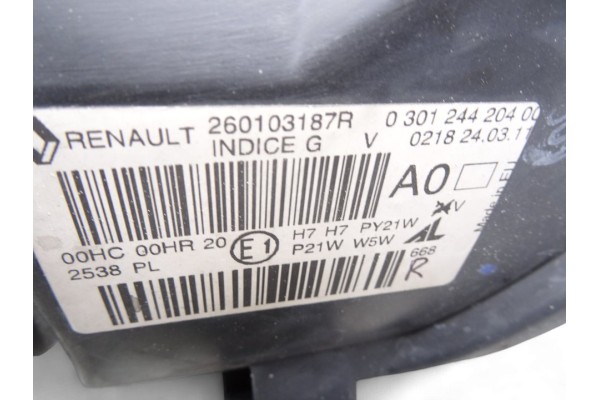 RENAULT 260103187R 0 301 244 204 00
INDICE G V 0218 24.03.11
A0
00HC 00HR 20 E1 H7 H7 PY21W V
2538 PL P21W W5W AL
668
R
Made in EU